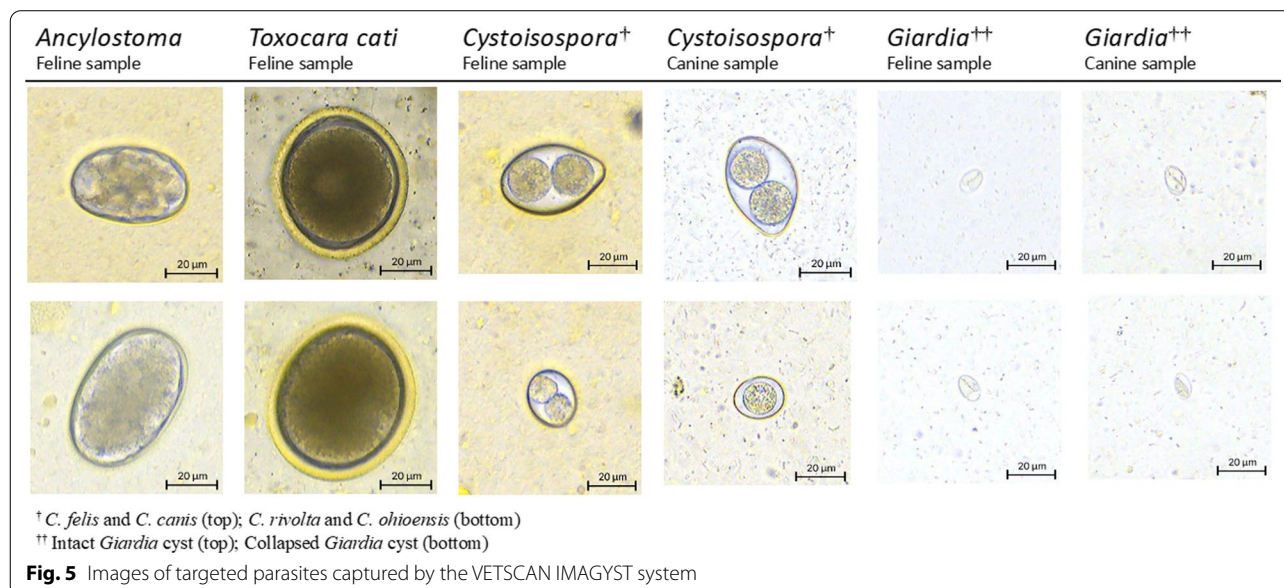 Ancylostoma
Feline sample
Toxocara cati
Feline sample
Cystoisospora†
Feline sample
Cystoisospora†
Canine sample
Giardia††
Feline sample
Giardia††
Canine sample
20 µm
20 µm
20 µm
20 µm
20 µm
20 µm
20 µm
20 µm
20 µm
20 µm
20 µm
20 µm
† C. felis and C. canis (top); C. rivolta and C. ohioensis (bottom)
†† Intact Giardia cyst (top); Collapsed Giardia cyst (bottom)
Fig. 5 Images of targeted parasites captured by the VETSCAN IMAGYST system